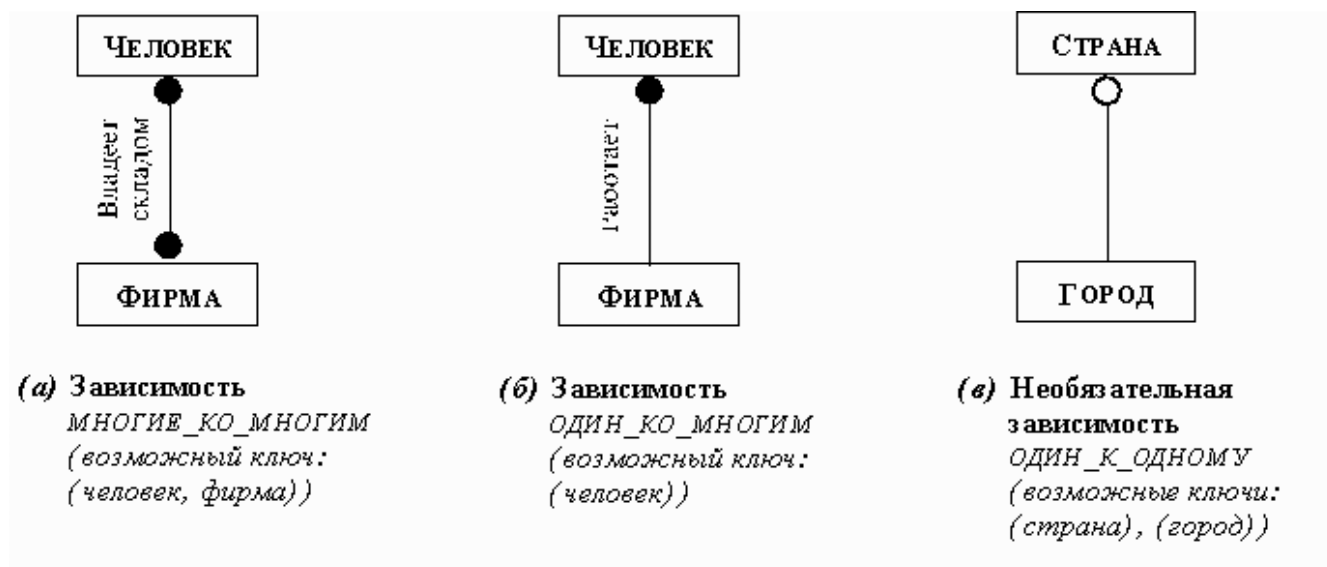 ЧЕЛОВЕК
Владеет
складом
ФИРМА
(а) Зависимость
МНОГИЕ_КО_МНОГИМ
(возможный ключ:
(человек, фирма))
ЧЕЛОВЕК
Работает
ФИРМА
(б) Зависимость
ОДИН_КО_МНОГИМ
(возможный ключ:
(человек))
СТРАНА
ГОРОД
(в) Необязательная
зависимость
ОДИН_К_ОДНОМУ
(возможные ключи:
(страна), (город))